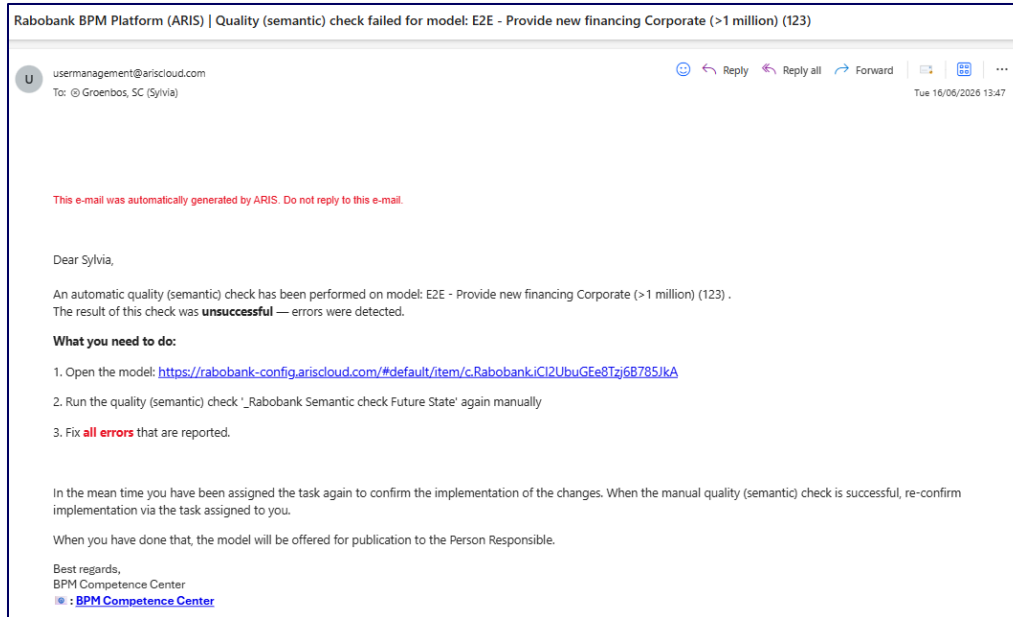 Rabobank BPM Platform (ARIS) | Quality (semantic) check failed for model: E2E - Provide new financing Corporate (>1 million) (123)
U
usermanagement@ariscloud.com
To: Groenbos, SC (Sylvia)
Reply
Reply all
Forward
Tue 16/06/2026 13:47
This e-mail was automatically generated by ARIS. Do not reply to this e-mail.
Dear Sylvia,
An automatic quality (semantic) check has been performed on model: E2E - Provide new financing Corporate (>1 million) (123) .
The result of this check was unsuccessful — errors were detected.
What you need to do:
1. Open the model: https://rabobank-config.ariscloud.com/#default/item/c.Rabobank.iCI2UbuGEe8Tzj6B785JkA
2. Run the quality (semantic) check '_Rabobank Semantic check Future State' again manually
3. Fix all errors that are reported.
In the mean time you have been assigned the task again to confirm the implementation of the changes. When the manual quality (semantic) check is successful, re-confirm
implementation via the task assigned to you.
When you have done that, the model will be offered for publication to the Person Responsible.
Best regards,
BPM Competence Center
: BPM Competence Center